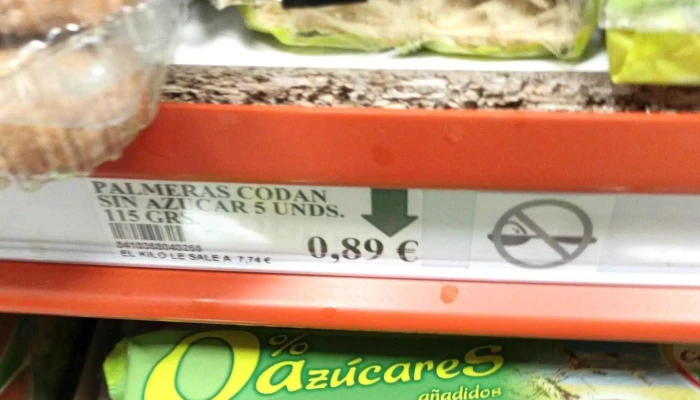 PALMERAS CODAN
SIN AZUCAR 5 UNDS.
115 GRS.
0,89 €
EL KILO LE SALE A 7,74 €
0% azúcares
añadidos